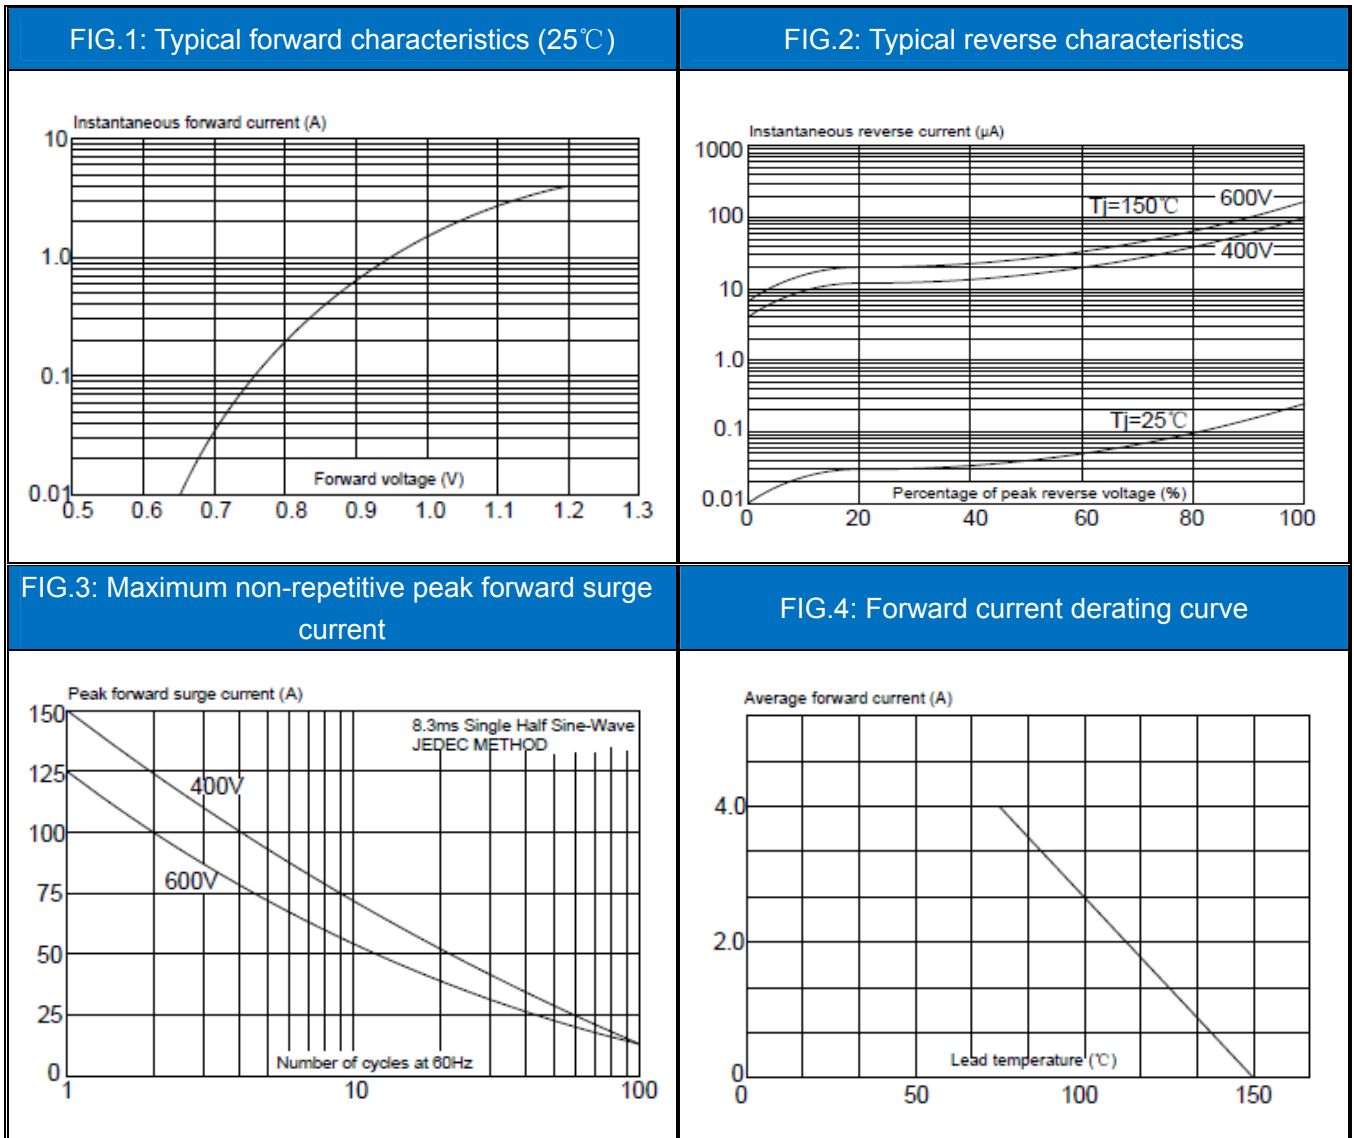 FIG.1: Typical forward characteristics (25℃)
FIG.2: Typical reverse characteristics
Instantaneous forward current (A)
10
1.0
0.1
0.01
Forward voltage (V)
0.5 0.6 0.7 0.8 0.9 1.0 1.1 1.2 1.3
Instantaneous reverse current (μA)
1000
100
10
1.0
0.1
0.01
Tj=150℃
600V
400V
Tj=25℃
Percentage of peak reverse voltage (%)
0 20 40 60 80 100
FIG.3: Maximum non-repetitive peak forward surge
current
FIG.4: Forward current derating curve
Peak forward surge current (A)
150
125
100
75
50
25
0
8.3ms Single Half Sine-Wave
JEDEC METHOD
400V
600V
Number of cycles at 60Hz
1 10 100
Average forward current (A)
4.0
2.0
0
Lead temperature (℃)
0 50 100 150